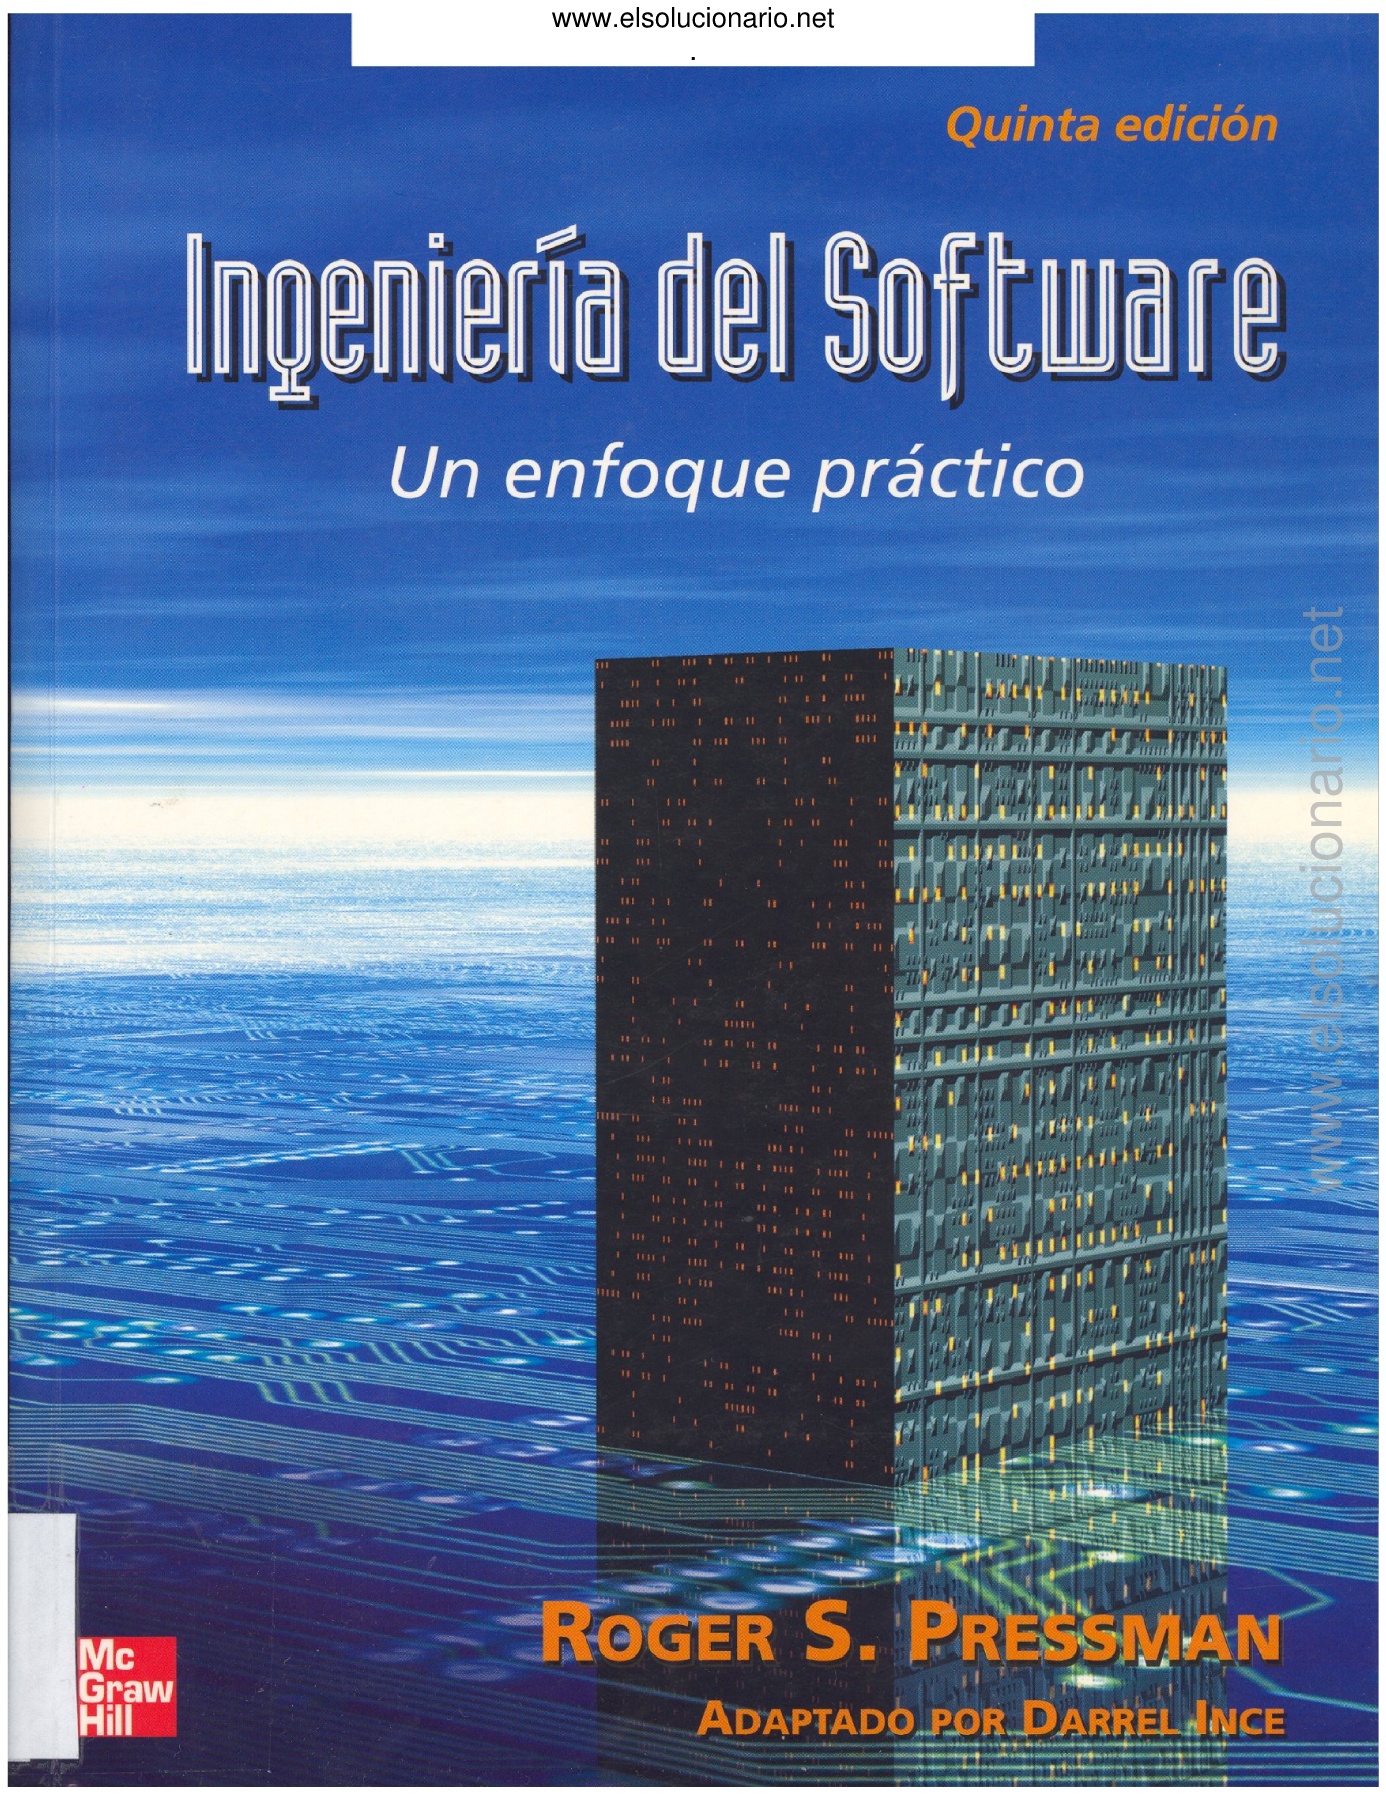 www.elsolucionario.net
.
Quinta edición
Ingeniería del Software
Un enfoque práctico
www.elsolucionario.net
ROGER S. PRESSMAN
ADAPTADO POR DARREL INCE
Mc
Graw
Hill